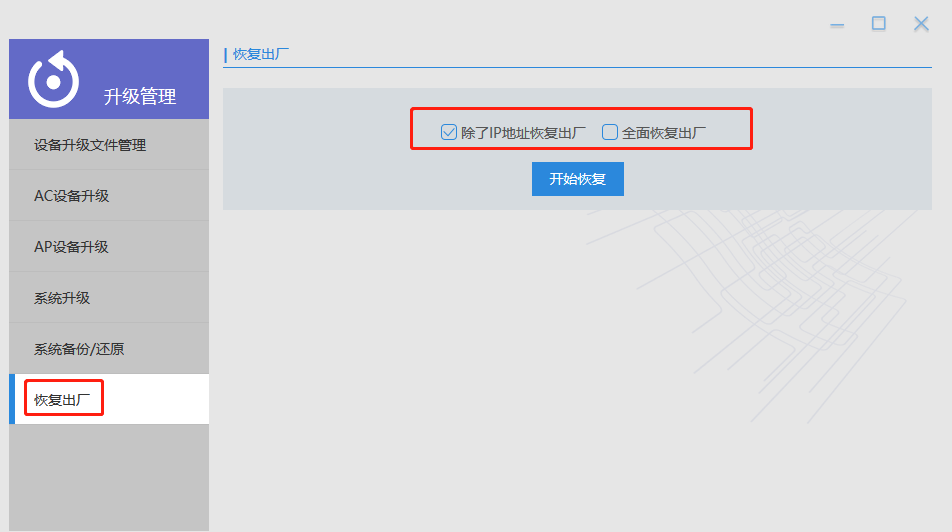 升级管理
设备升级文件管理
AC设备升级
AP设备升级
系统升级
系统备份/还原
恢复出厂
恢复出厂
除了IP地址恢复出厂 全面恢复出厂
开始恢复